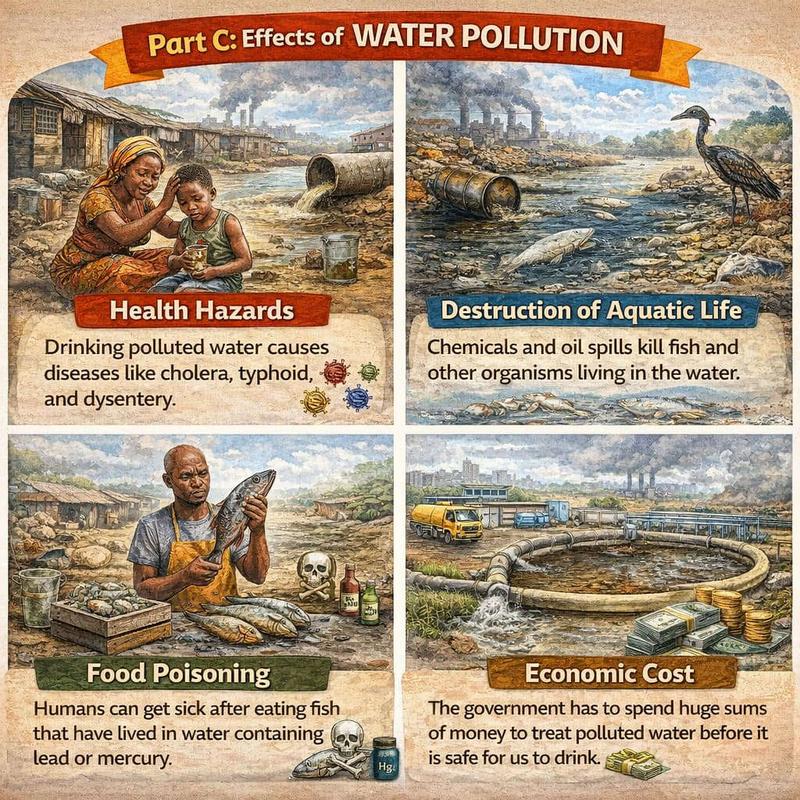 Part C: Effects of WATER POLLUTION
Health Hazards
Drinking polluted water causes
diseases like cholera, typhoid,
and dysentery.
Destruction of Aquatic Life
Chemicals and oil spills kill fish and
other organisms living in the water.
Food Poisoning
Humans can get sick after eating fish
that have lived in water containing
lead or mercury.
Hg
Economic Cost
The government has to spend huge sums
of money to treat polluted water before it
is safe for us to drink.